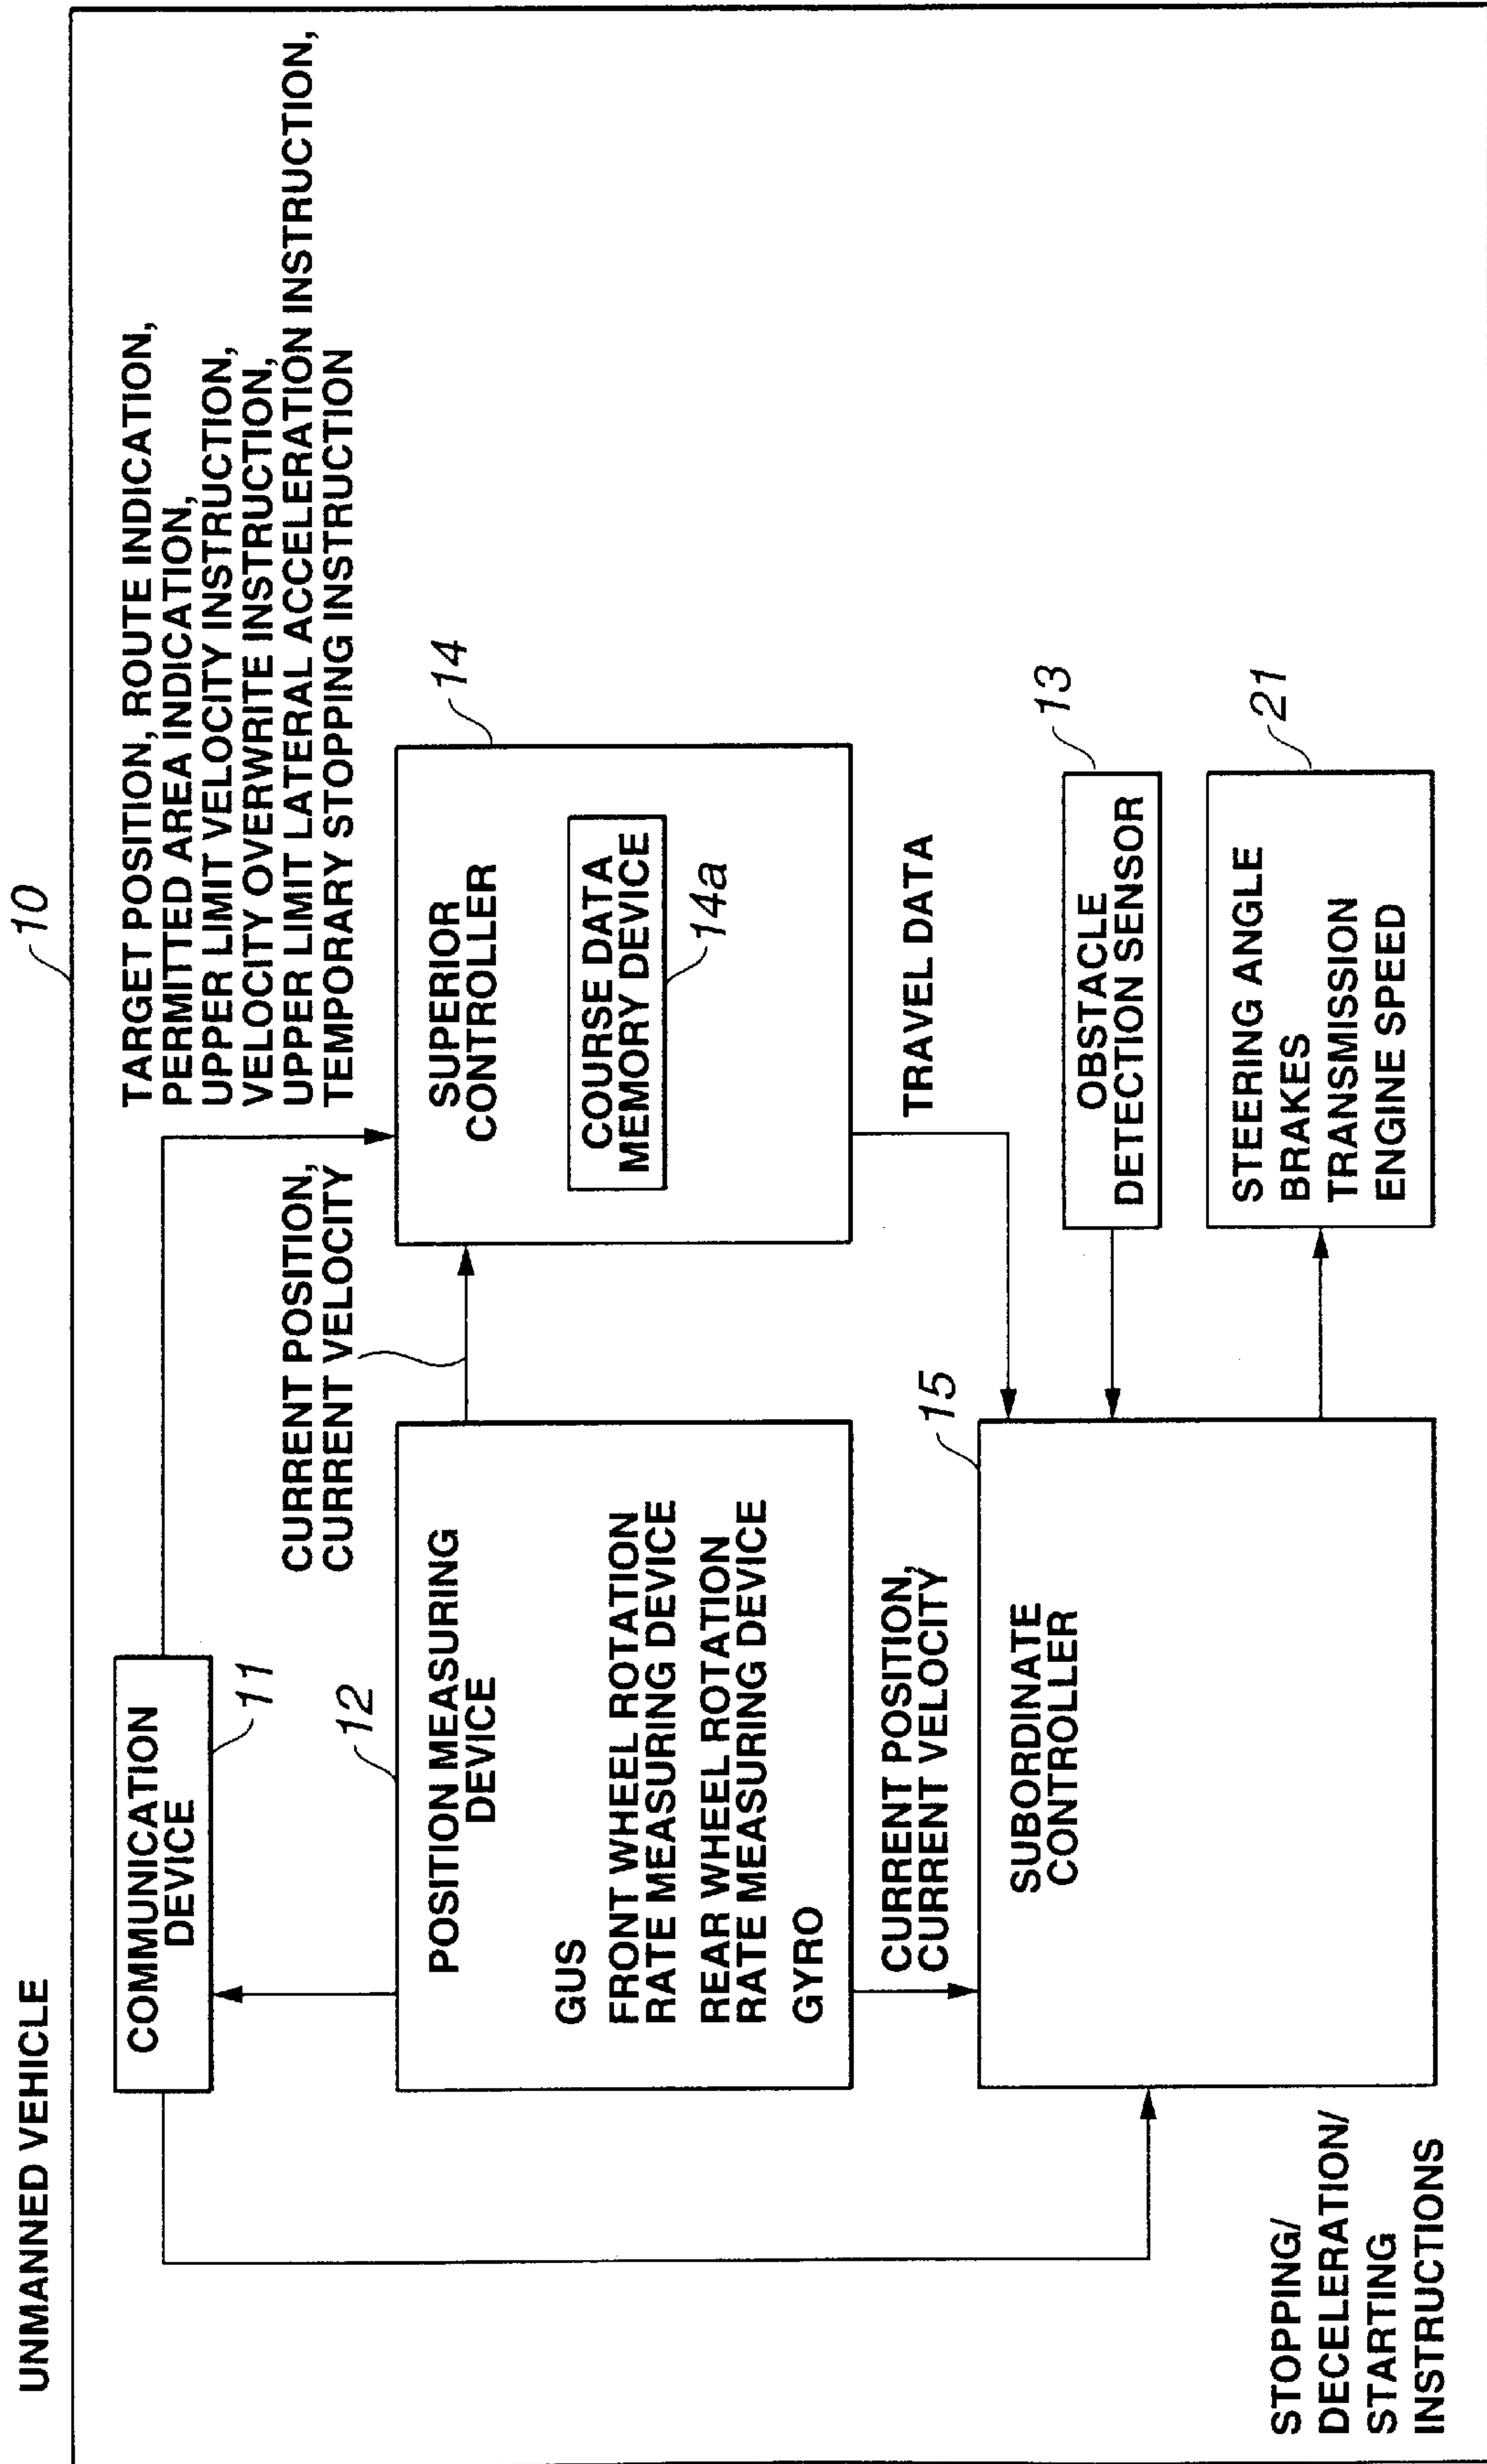 UNMANNED VEHICLE
10
TARGET POSITION, ROUTE INDICATION,
PERMITTED AREA INDICATION,
UPPER LIMIT VELOCITY INSTRUCTION,
VELOCITY OVERWRITE INSTRUCTION,
UPPER LIMIT LATERAL ACCELERATION INSTRUCTION,
TEMPORARY STOPPING INSTRUCTION
COMMUNICATION
DEVICE
11
CURRENT POSITION,
CURRENT VELOCITY
12
POSITION MEASURING
DEVICE
GUS
FRONT WHEEL ROTATION
RATE MEASURING DEVICE
REAR WHEEL ROTATION
RATE MEASURING DEVICE
GYRO
14
SUPERIOR
CONTROLLER
COURSE DATA
MEMORY DEVICE
14a
CURRENT POSITION,
CURRENT VELOCITY
TRAVEL DATA
15
SUBORDINATE
CONTROLLER
13
OBSTACLE
DETECTION SENSOR
21
STEERING ANGLE
BRAKES
TRANSMISSION
ENGINE SPEED
STOPPING/
DECELERATION/
STARTING
INSTRUCTIONS